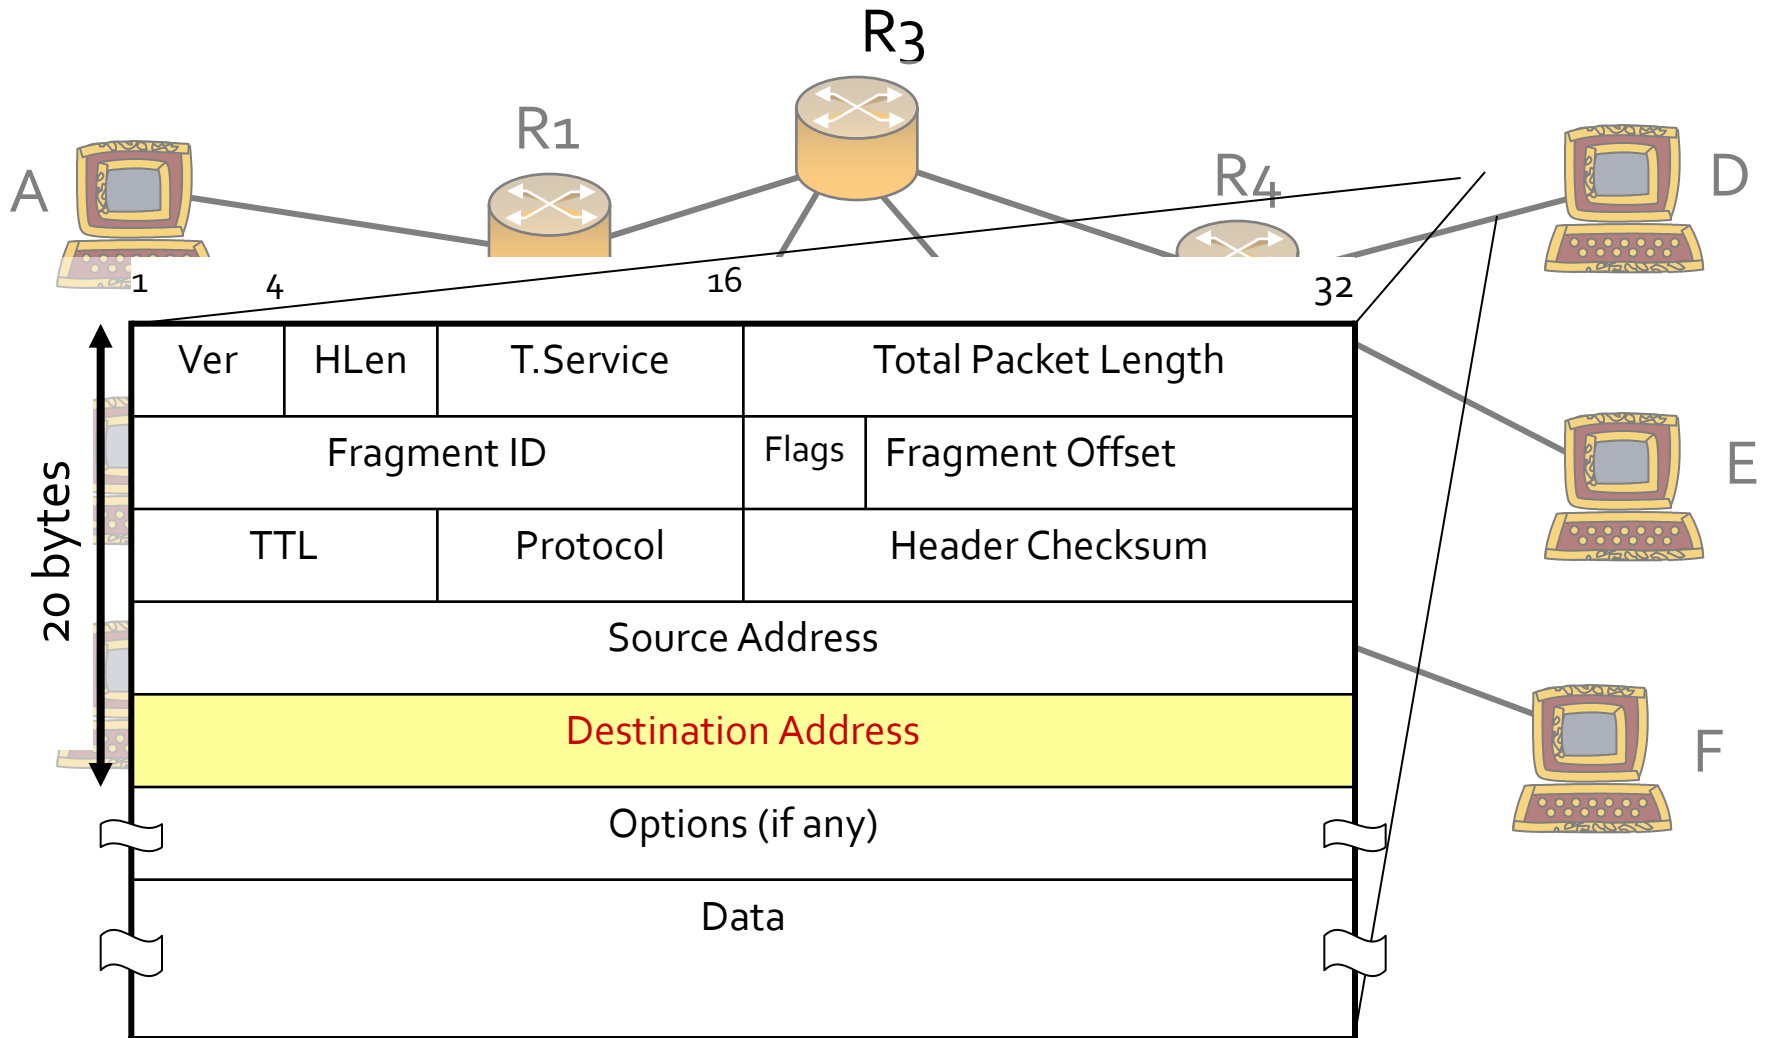 R3
R1
A
R4
D
1 4 16 32
Ver HLen T.Service Total Packet Length
Fragment ID Flags Fragment Offset
E
TTL Protocol Header Checksum
20 bytes
Source Address
Destination Address
F
Options (if any)
Data